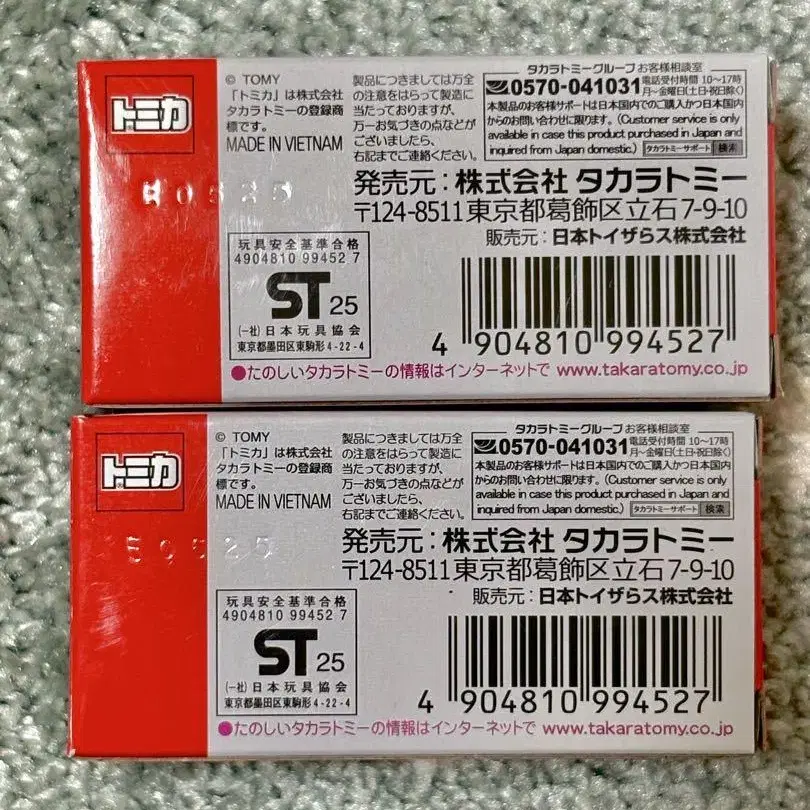 トミカ
© TOMY
「トミカ」は株式会社
タカラトミーの登録商
標です。
MADE IN VIETNAM
製品につきましては万全
の注意をはらって製造に
当たっておりますが、
万一お気づきの点などが
ございましたら、
右記までご連絡ください。
タカラトミーグループ お客様相談室
0570-041031 電話受付時間 10〜17時
月〜金曜日(土・日・祝日除く)
本製品のお客様サポートは日本国内でのご購入かつ日本国内
からのお問い合わせに限ります。(Customer service is only
available in case this product purchased in Japan and
inquired from Japan domestic.) タカラトミーサポート 検索
発売元：株式会社 タカラトミー
〒124-8511 東京都葛飾区立石7-9-10
販売元：日本トイザらス株式会社
玩具安全基準合格
4904810 99452 7
ST 25
(一社)日本玩具協会
東京都墨田区東駒形4-22-4
4 904810 994527
●たのしいタカラトミーの情報はインターネットで www.takaratomy.co.jp
トミカ
© TOMY
「トミカ」は株式会社
タカラトミーの登録商
標です。
MADE IN VIETNAM
製品につきましては万全
の注意をはらって製造に
当たっておりますが、
万一お気づきの点などが
ございましたら、
右記までご連絡ください。
タカラトミーグループ お客様相談室
0570-041031 電話受付時間 10〜17時
月〜金曜日(土・日・祝日除く)
本製品のお客様サポートは日本国内でのご購入かつ日本国内
からのお問い合わせに限ります。(Customer service is only
available in case this product purchased in Japan and
inquired from Japan domestic.) タカラトミーサポート 検索
発売元：株式会社 タカラトミー
〒124-8511 東京都葛飾区立石7-9-10
販売元：日本トイザらス株式会社
玩具安全基準合格
4904810 99452 7
ST 25
(一社)日本玩具協会
東京都墨田区東駒形4-22-4
4 904810 994527
●たのしいタカラトミーの情報はインターネットで www.takaratomy.co.jp